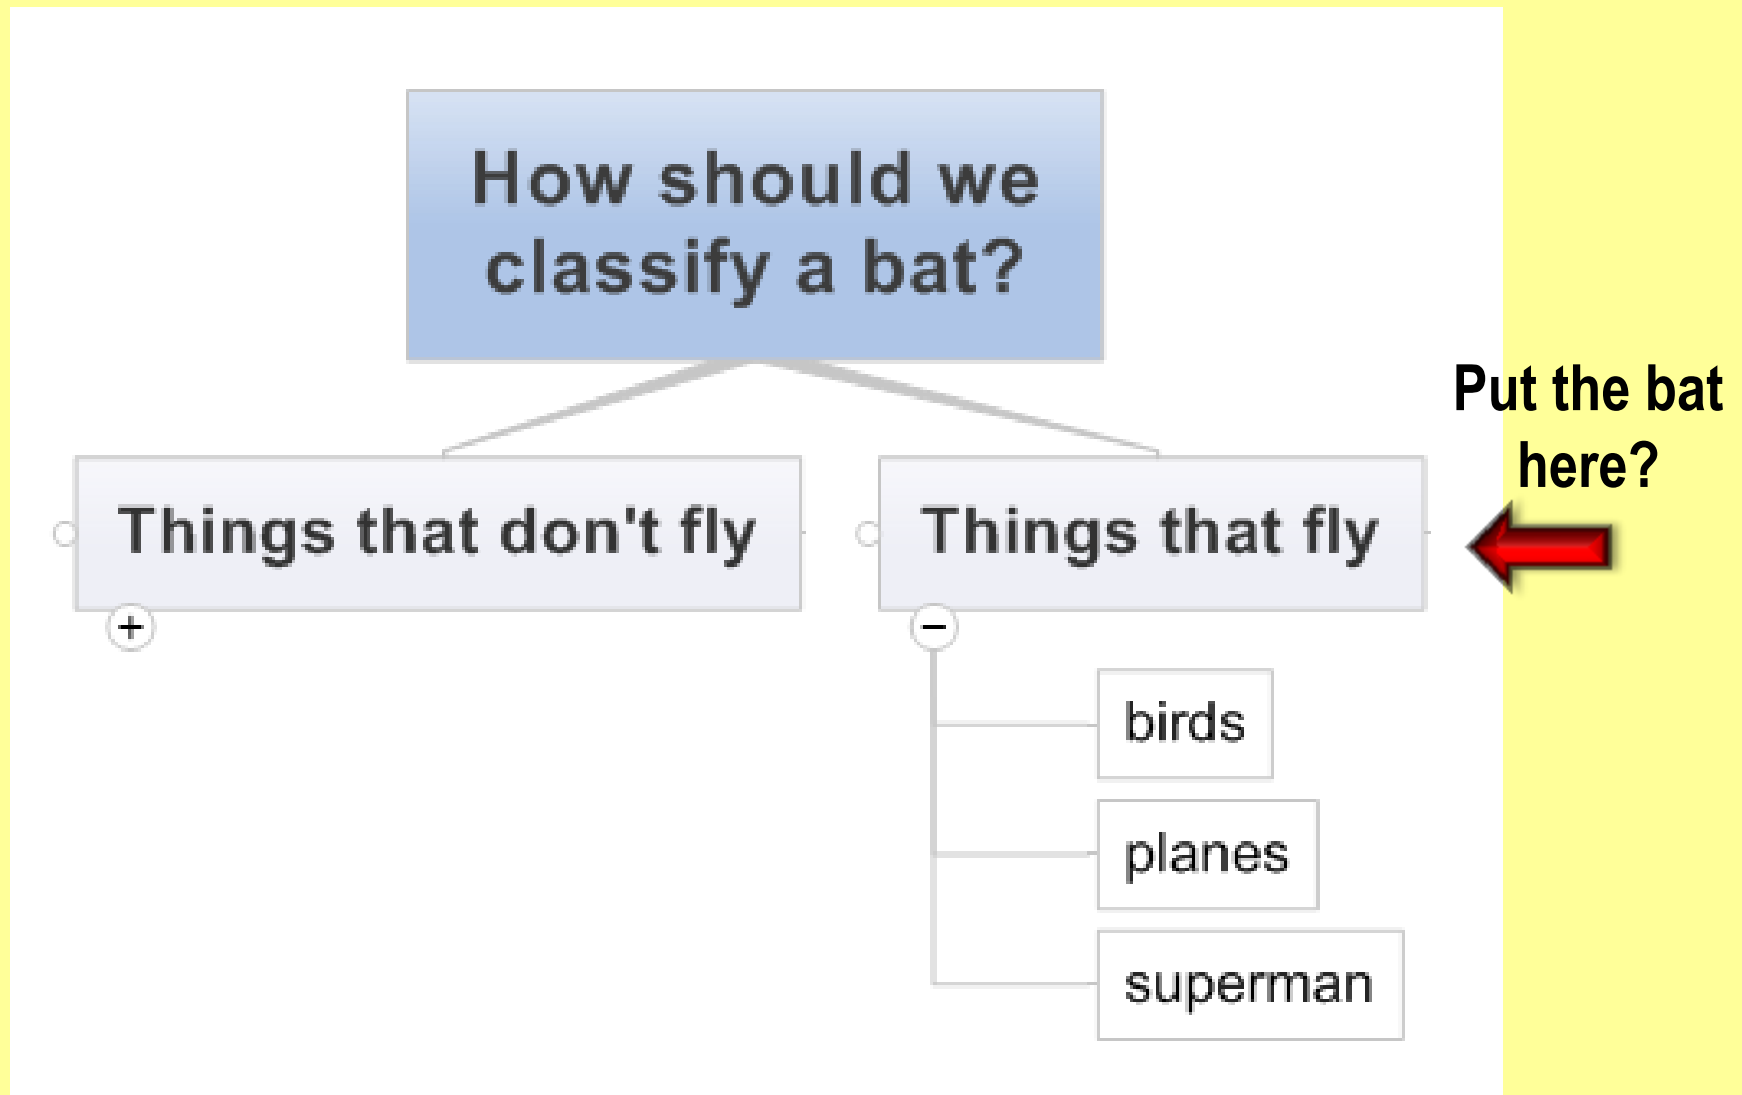 How should we
classify a bat?
Put the bat
here?
Things that don't fly
Things that fly
+
−
birds
planes
superman